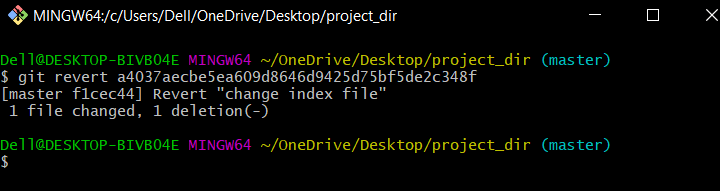 MINGW64:/c/Users/Dell/OneDrive/Desktop/project_dir
Dell@DESKTOP-BIVBO4E MINGW64 ~/OneDrive/Desktop/project_dir (master)
$ git revert a4037aecbe5ea609d8646d9425d75bf5de2c348f
[master f1cec44] Revert "change index file"
1 file changed, 1 deletion(-)
Dell@DESKTOP-BIVBO4E MINGW64 ~/OneDrive/Desktop/project_dir (master)
$